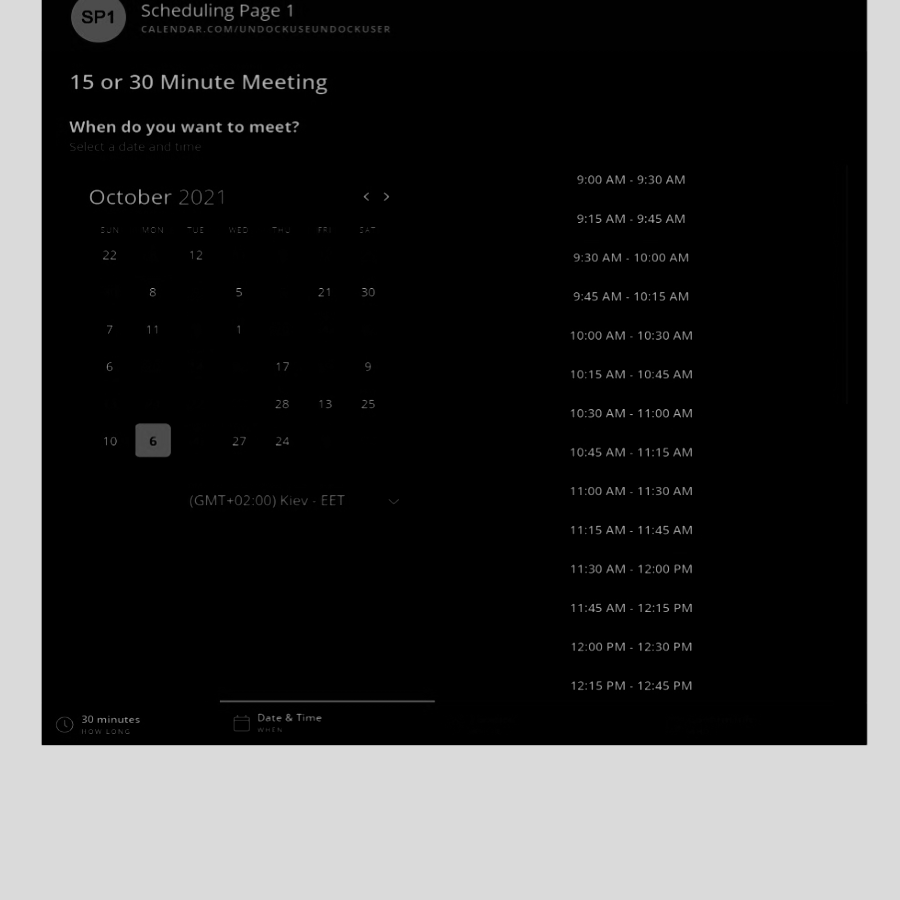 SP1
Scheduling Page 1
CALENDAR.COM/UNDOCKUSEUNDOCKUSER
15 or 30 Minute Meeting
When do you want to meet?
Select a date and time
October 2021 < >
SUN MON TUE WED THU FRI SAT
22 12
8 5 21 30
7 11 1
6 17 9
28 13 25
10 6 27 24
(GMT+02:00) Kiev - EET
9:00 AM - 9:30 AM
9:15 AM - 9:45 AM
9:30 AM - 10:00 AM
9:45 AM - 10:15 AM
10:00 AM - 10:30 AM
10:15 AM - 10:45 AM
10:30 AM - 11:00 AM
10:45 AM - 11:15 AM
11:00 AM - 11:30 AM
11:15 AM - 11:45 AM
11:30 AM - 12:00 PM
11:45 AM - 12:15 PM
12:00 PM - 12:30 PM
12:15 PM - 12:45 PM
30 minutes
HOW LONG
Date & Time
WHEN